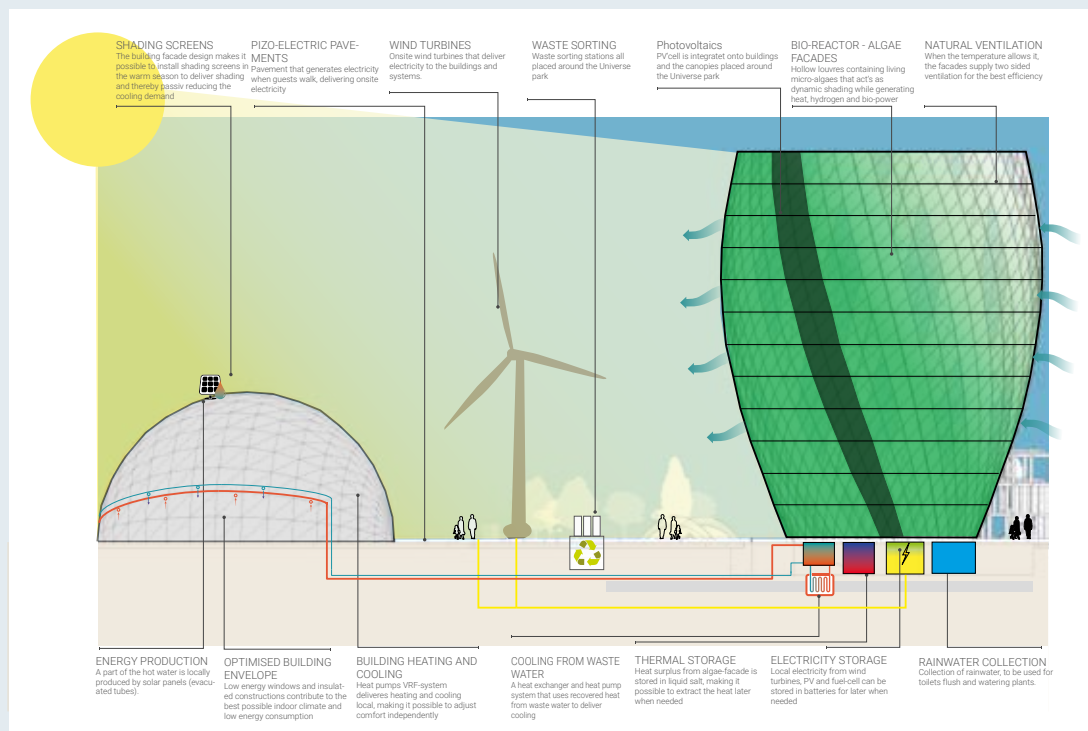 SHADING SCREENS
The building facade design makes it
possible to install shading screens in
the warm season to deliver shading
and thereby passiv reducing the
cooling demand
PIZO-ELECTRIC PAVE-
MENTS
Pavement that generates electricity
when guests walk, delivering onsite
electricity
WIND TURBINES
Onsite wind turbines that deliver
electricity to the buildings and
systems.
WASTE SORTING
Waste sorting stations all
placed around the Universe
park
Photovoltaics
PV'cell is integratet onto buildings
and the canopies placed around
the Universe park
BIO-REACTOR - ALGAE
FACADES
Hollow louvres containing living
micro-algaes that act's as
dynamic shading while generating
heat, hydrogen and bio-power
NATURAL VENTILATION
When the temperature allows it,
the facades supply two sided
ventilation for the best efficiency
ENERGY PRODUCTION
A part of the hot water is locally
produced by solar panels (evacu-
ated tubes).
OPTIMISED BUILDING
ENVELOPE
Low energy windows and insulat-
ed constructions contribute to the
best possible indoor climate and
low energy consumption
BUILDING HEATING AND
COOLING
Heat pumps VRF-system
delivers heating and cooling
local, making it possible to adjust
comfort independently
COOLING FROM WASTE
WATER
A heat exchanger and heat pump
system that uses recovered heat
from waste water to deliver
cooling
THERMAL STORAGE
Heat surplus from algae-facade is
stored in liquid salt, making it
possible to extract the heat later
when needed
ELECTRICITY STORAGE
Local electricity from wind
turbines, PV and fuel-cell can be
stored in batteries for later when
needed
RAINWATER COLLECTION
Collection of rainwater, to be used for
toilets flush and watering plants.